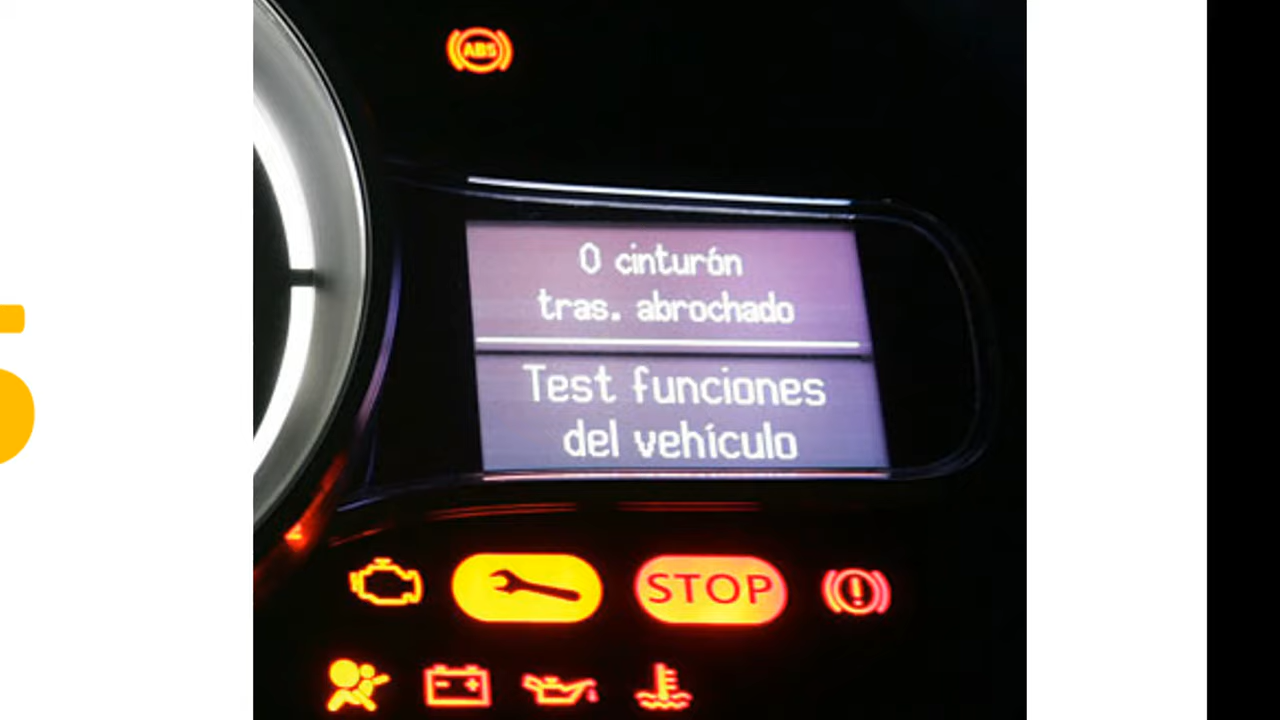 ABS
0 cinturón
tras. abrochado
Test funciones
del vehículo
STOP